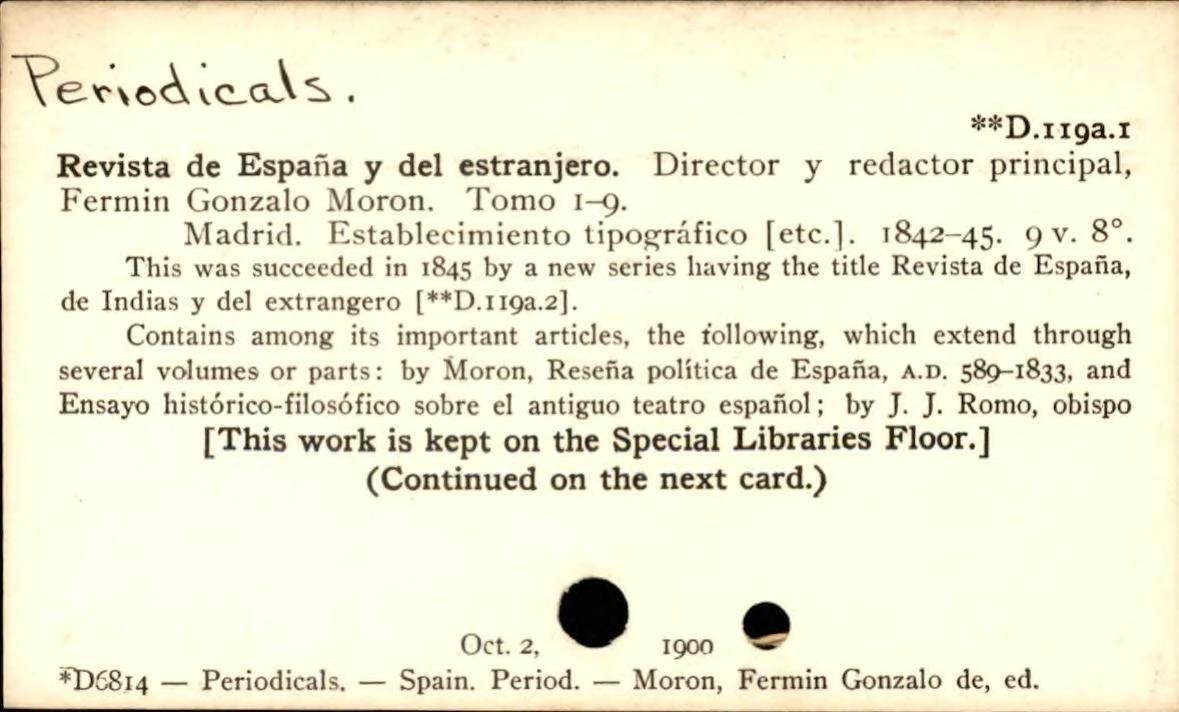 Periodicals.
**D.119a.1
Revista de España y del estranjero. Director y redactor principal,
Fermin Gonzalo Moron. Tomo 1–9.
Madrid. Establecimiento tipográfico [etc.]. 1842–45. 9 v. 8°.
This was succeeded in 1845 by a new series having the title Revista de España,
de Indias y del extrangero [**D.119a.2].
Contains among its important articles, the following, which extend through
several volumes or parts: by Moron, Reseña política de España, A.D. 589–1833, and
Ensayo histórico-filosófico sobre el antiguo teatro español; by J. J. Romo, obispo
[This work is kept on the Special Libraries Floor.]
(Continued on the next card.)
Oct. 2, 1900
*D6814 — Periodicals. — Spain. Period. — Moron, Fermin Gonzalo de, ed.